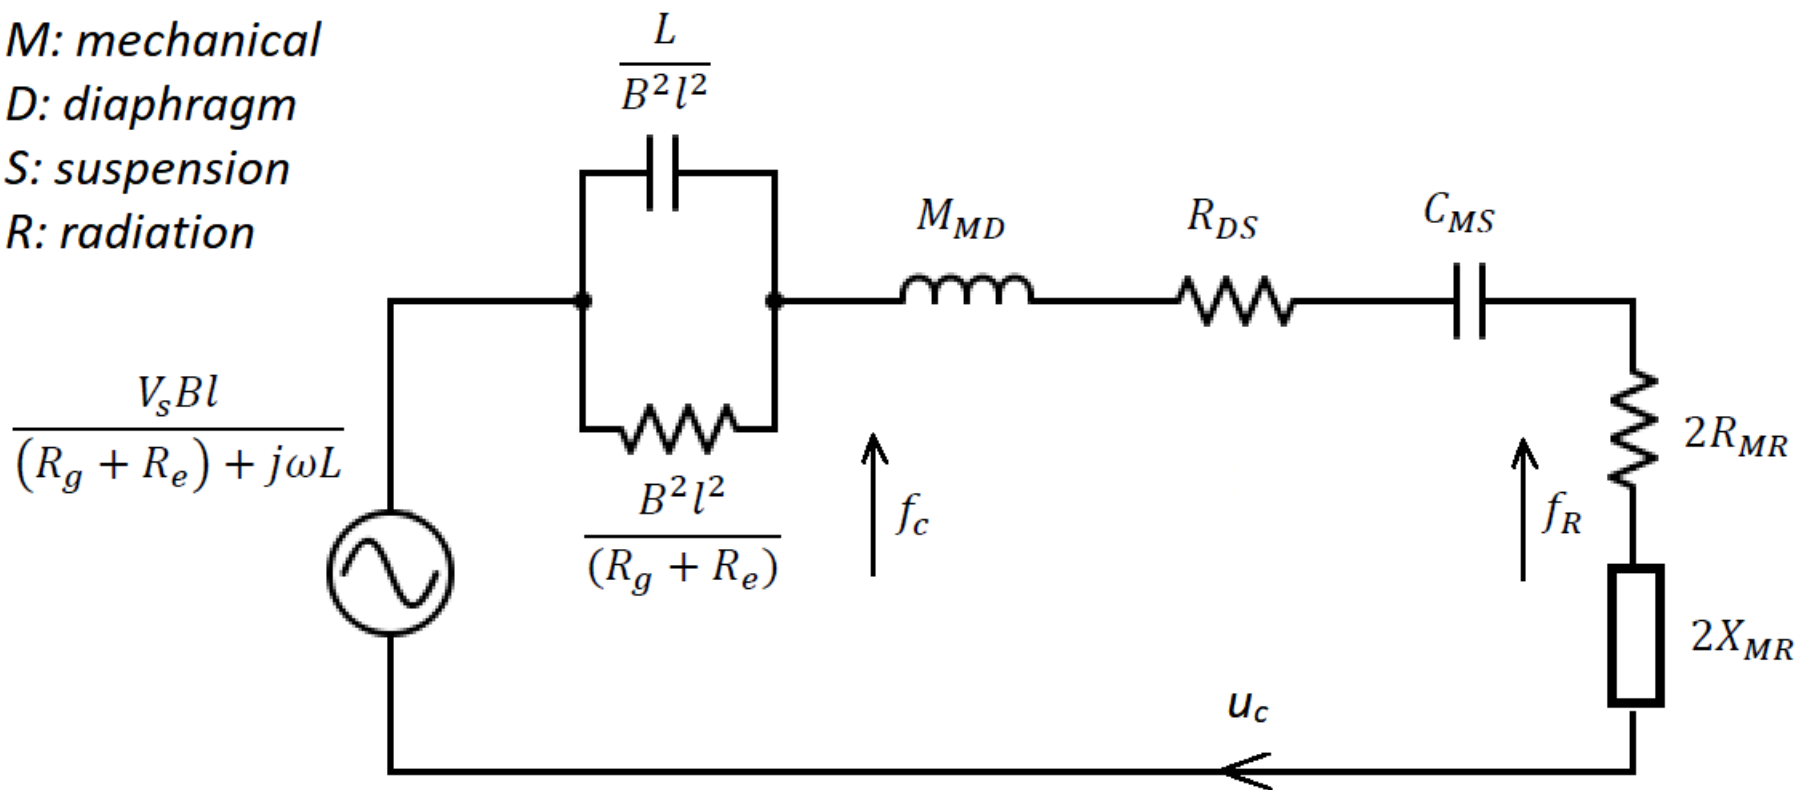 M: mechanical
D: diaphragm
S: suspension
R: radiation
L
B²l²
M_MD
R_DS
C_MS
V_sBl
(R_g + R_e) + jωL
B²l²
(R_g + R_e)
f_c
f_R
2R_MR
2X_MR
u_c